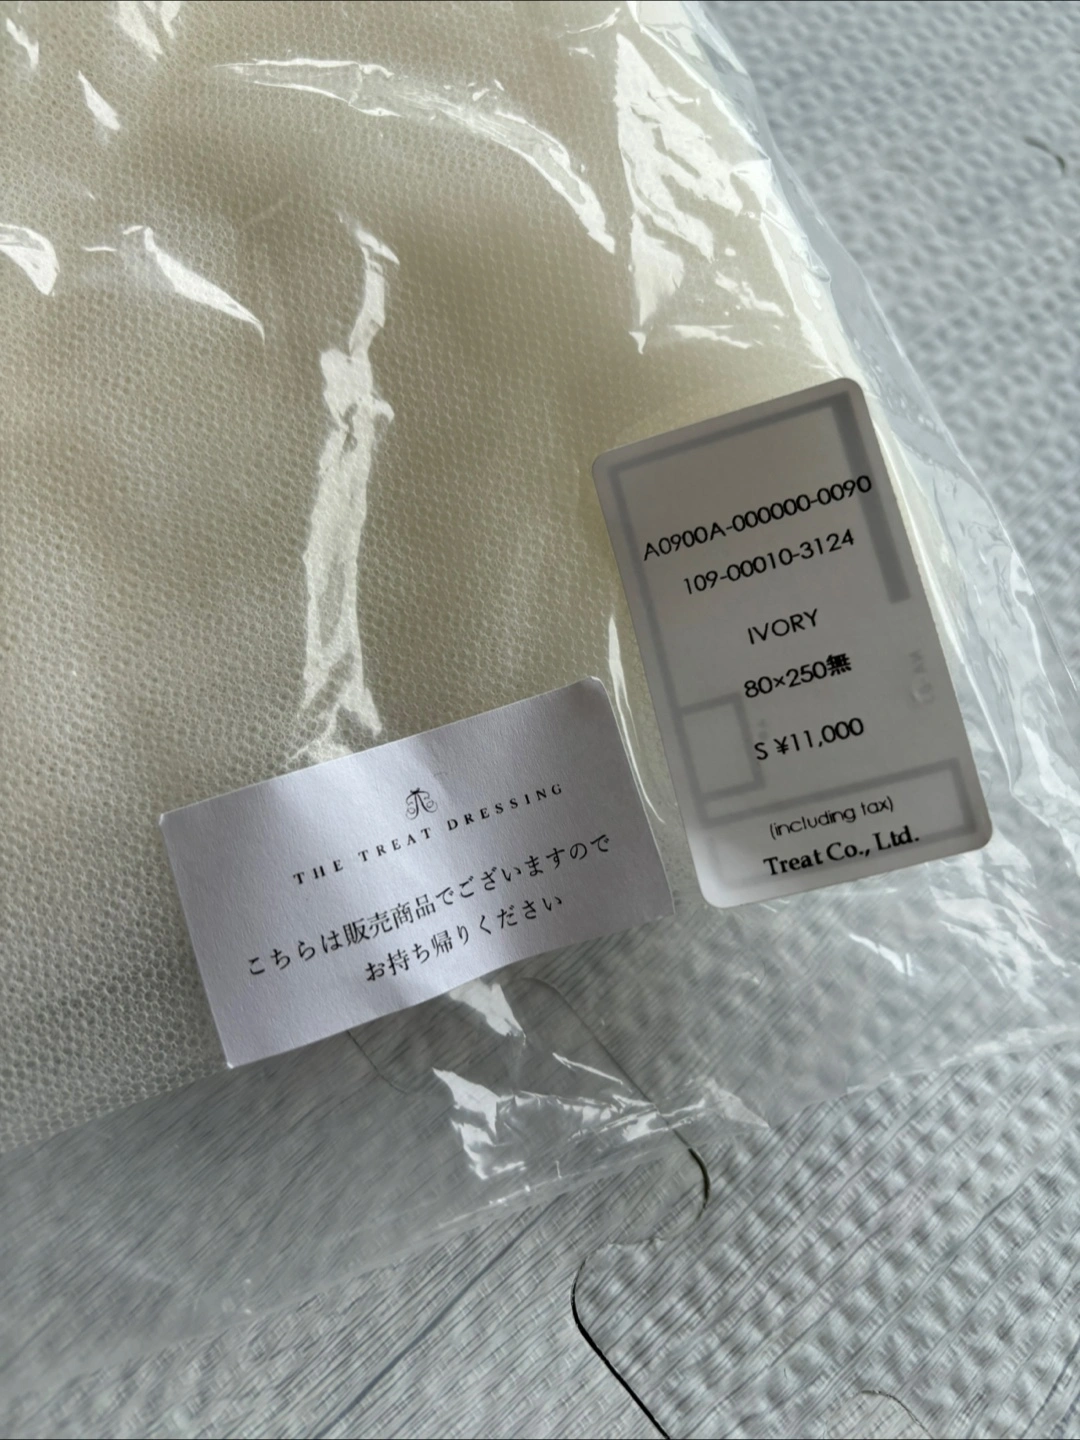 THE TREAT DRESSING
こちらは販売商品でございますので
お持ち帰りください
A0900A-000000-0090
109-00010-3124
IVORY
80×250無
S ¥11,000
(including tax)
Treat Co., Ltd.